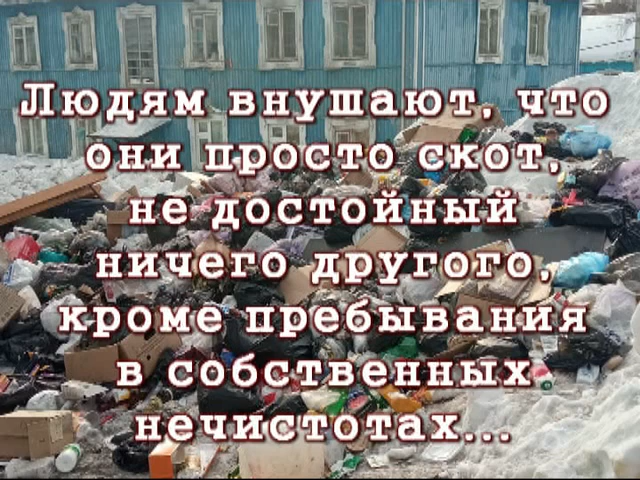 Людям внушают, что
они просто скот,
не достойный
ничего другого,
кроме пребывания
в собственных
нечистотах...